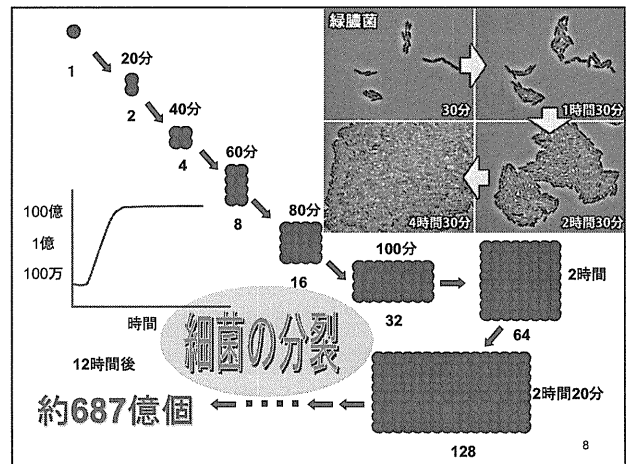 緑膿菌
30分
1時間30分
4時間30分
2時間30分
1
20分
2
40分
4
60分
8
80分
16
100分
32
2時間
64
2時間20分
128
100億
1億
100万
時間
細菌の分裂
12時間後
約687億個
8